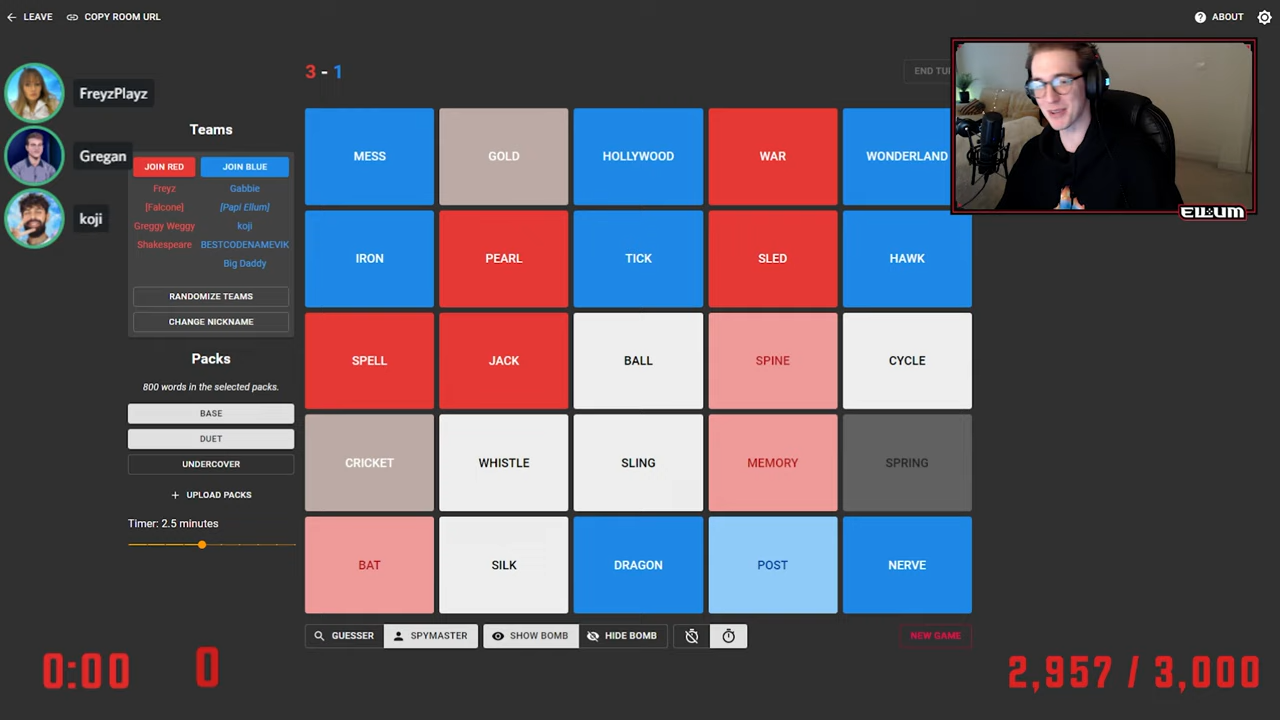 LEAVE
COPY ROOM URL
ABOUT
3 - 1
FreyzPlayz
Gregan
koji
Teams
JOIN RED
JOIN BLUE
Freyz
Gabbie
[Falcone]
[Papi Ellum]
Greggy Weggy
koji
Shakespeare
BESTCODENAMEVIK
Big Daddy
RANDOMIZE TEAMS
CHANGE NICKNAME
Packs
800 words in the selected packs.
BASE
DUET
UNDERCOVER
+ UPLOAD PACKS
Timer: 2.5 minutes
MESS
GOLD
HOLLYWOOD
WAR
WONDERLAND
IRON
PEARL
TICK
SLED
HAWK
SPELL
JACK
BALL
SPINE
CYCLE
CRICKET
WHISTLE
SLING
MEMORY
SPRING
BAT
SILK
DRAGON
POST
NERVE
GUESSER
SPYMASTER
SHOW BOMB
HIDE BOMB
NEW GAME
END TU
ELLUM
0:00
0
2,957 / 3,000